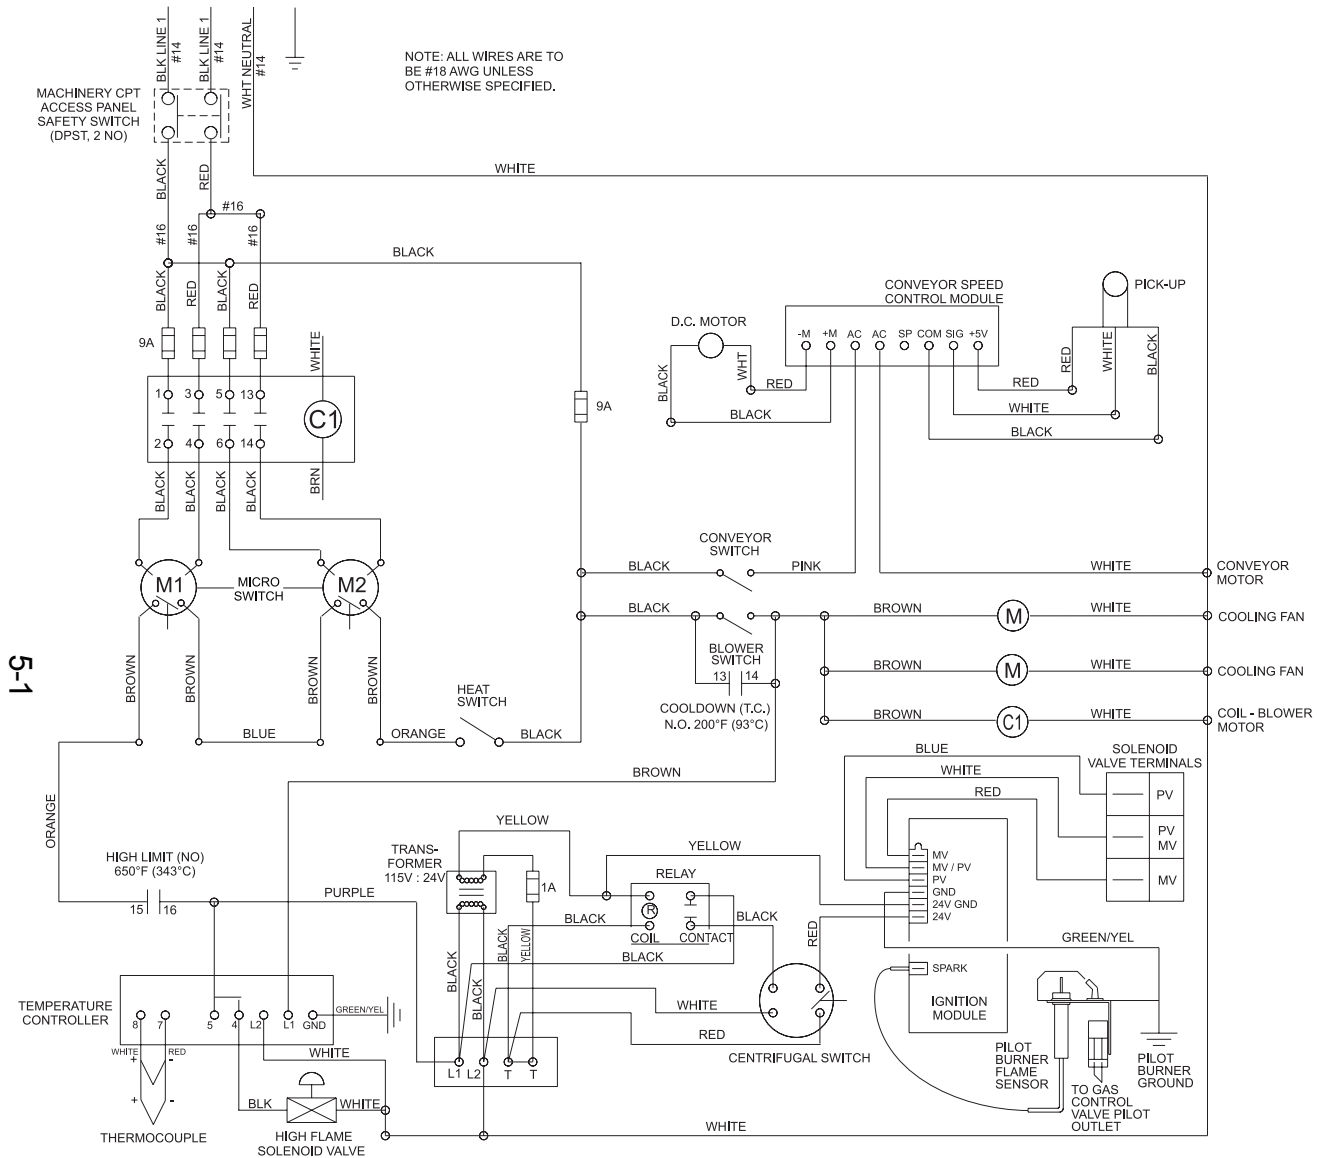 BLK LINE 1
#14
BLK LINE 1
#14
WHT NEUTRAL
#14
NOTE: ALL WIRES ARE TO
BE #18 AWG UNLESS
OTHERWISE SPECIFIED.
MACHINERY CPT
ACCESS PANEL
SAFETY SWITCH
(DPST, 2 NO)
BLACK
RED
WHITE
#16
#16
#16
#16
BLACK
BLACK
RED
BLACK
RED
9A
WHITE
1
3
5
13
C1
2
4
6
14
BLACK
BLACK
BLACK
BLACK
BRN
9A
D.C. MOTOR
CONVEYOR SPEED
CONTROL MODULE
PICK-UP
-M
+M
AC
AC
SP
COM
SIG
+5V
BLACK
WHT
RED
BLACK
RED
WHITE
BLACK
RED
WHITE
BLACK
M1
MICRO
SWITCH
M2
CONVEYOR
SWITCH
BLACK
PINK
WHITE
CONVEYOR
MOTOR
BLACK
BROWN
M
WHITE
COOLING FAN
BLOWER
SWITCH
13
14
COOLDOWN (T.C.)
N.O. 200°F (93°C)
BROWN
M
WHITE
COOLING FAN
BROWN
C1
WHITE
COIL - BLOWER
MOTOR
5-1
BROWN
BROWN
BROWN
BROWN
HEAT
SWITCH
BLUE
ORANGE
BLACK
BROWN
ORANGE
BLUE
WHITE
RED
SOLENOID
VALVE TERMINALS
PV
PV
MV
MV
HIGH LIMIT (NO)
650°F (343°C)
15
16
PURPLE
TRANS-
FORMER
115V : 24V
YELLOW
1A
RELAY
R
COIL
CONTACT
YELLOW
BLACK
BLACK
BLACK
BLACK
YELLOW
BLACK
BLACK
RED
MV
MV / PV
PV
GND
24V GND
24V
SPARK
IGNITION
MODULE
GREEN/YEL
TEMPERATURE
CONTROLLER
8
7
5
4
L2
L1
GND
GREEN/YEL
WHITE
RED
+
-
+
-
THERMOCOUPLE
WHITE
BLK
WHITE
HIGH FLAME
SOLENOID VALVE
L1
L2
T
T
WHITE
RED
CENTRIFUGAL SWITCH
WHITE
PILOT
BURNER
FLAME
SENSOR
TO GAS
CONTROL
VALVE PILOT
OUTLET
PILOT
BURNER
GROUND